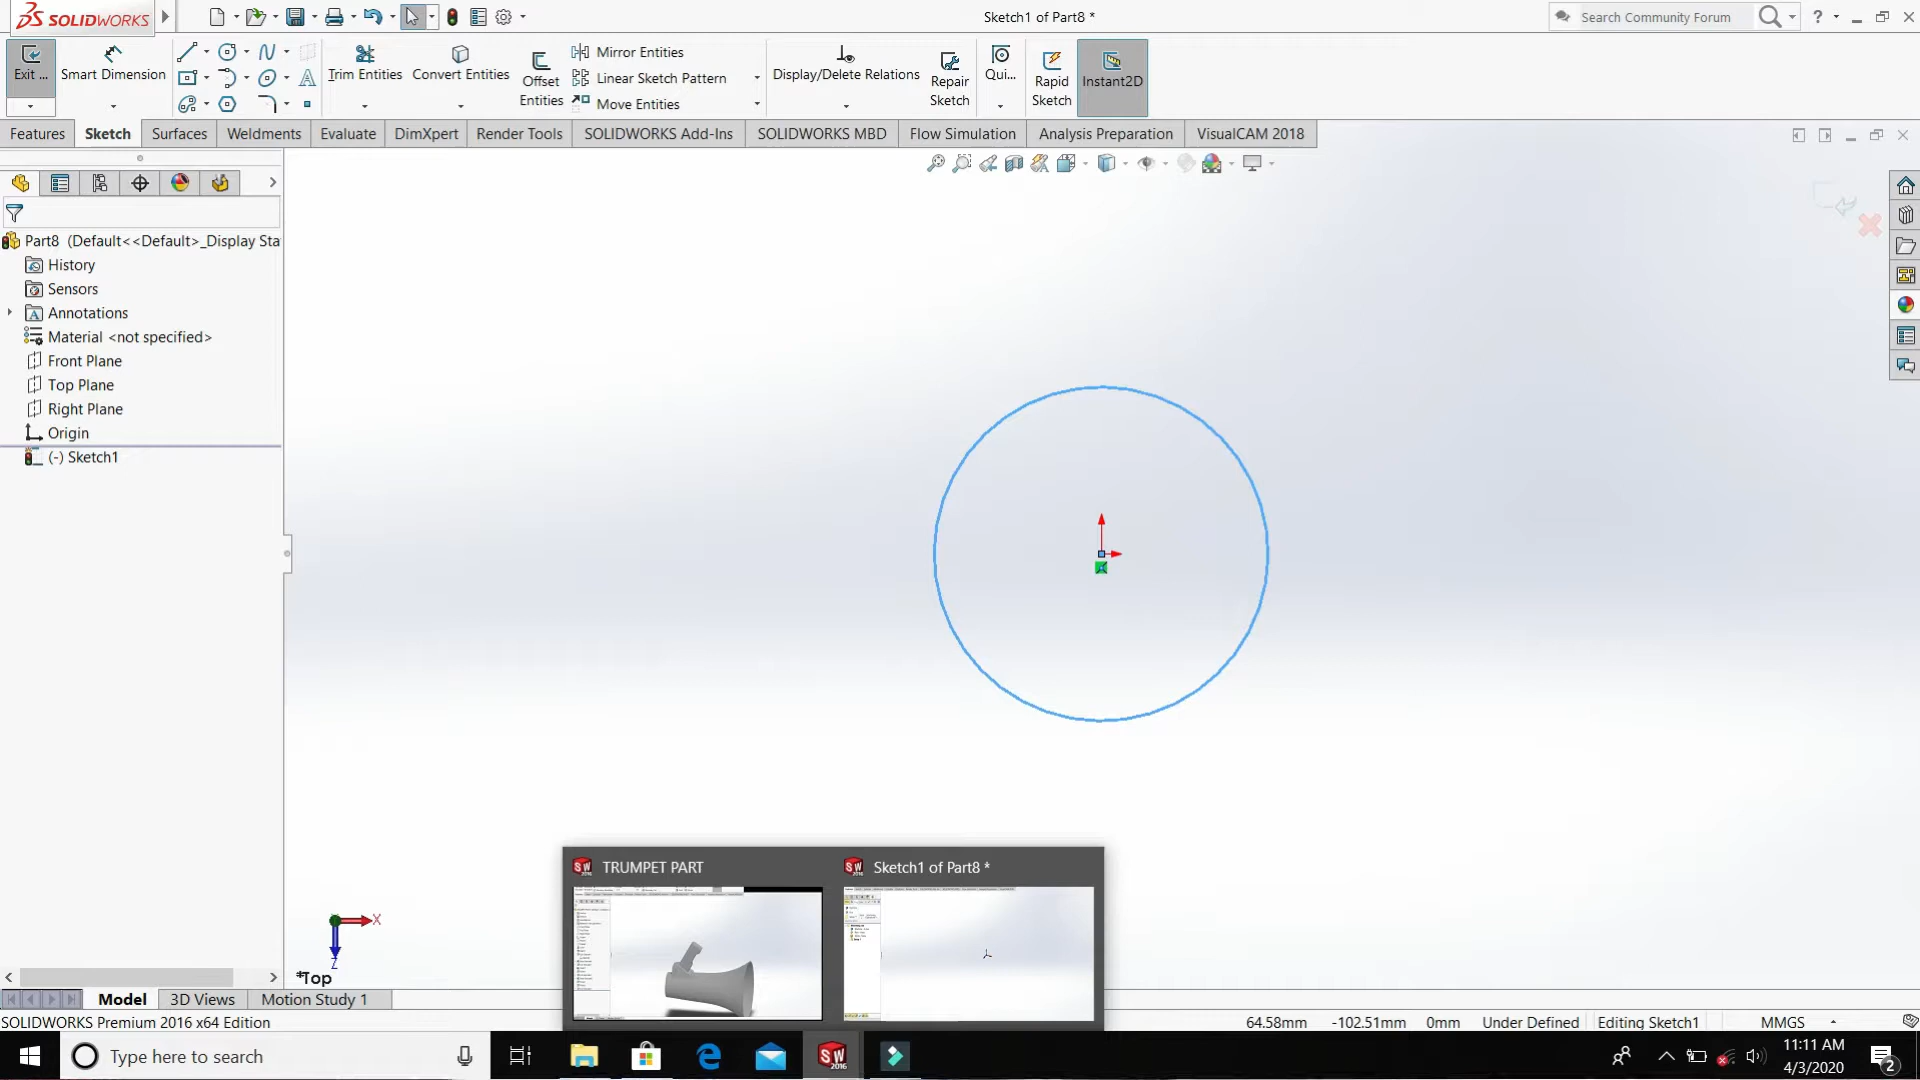 SOLIDWORKS
Sketch1 of Part8 *
Search Community Forum
?
Exit ...
Smart Dimension
Trim Entities
Convert Entities
Offset
Entities
Mirror Entities
Linear Sketch Pattern
Move Entities
Display/Delete Relations
Repair
Sketch
Qui...
Rapid
Sketch
Instant2D
Features
Sketch
Surfaces
Weldments
Evaluate
DimXpert
Render Tools
SOLIDWORKS Add-Ins
SOLIDWORKS MBD
Flow Simulation
Analysis Preparation
VisualCAM 2018
Part8 (Default<<Default>_Display Sta
History
Sensors
Annotations
Material <not specified>
Front Plane
Top Plane
Right Plane
Origin
(-) Sketch1
X
Z
*Top
TRUMPET PART
Sketch1 of Part8 *
Model
3D Views
Motion Study 1
SOLIDWORKS Premium 2016 x64 Edition
64.58mm
-102.51mm
0mm
Under Defined
Editing Sketch1
MMGS
Type here to search
SW
2016
11:11 AM
4/3/2020
2